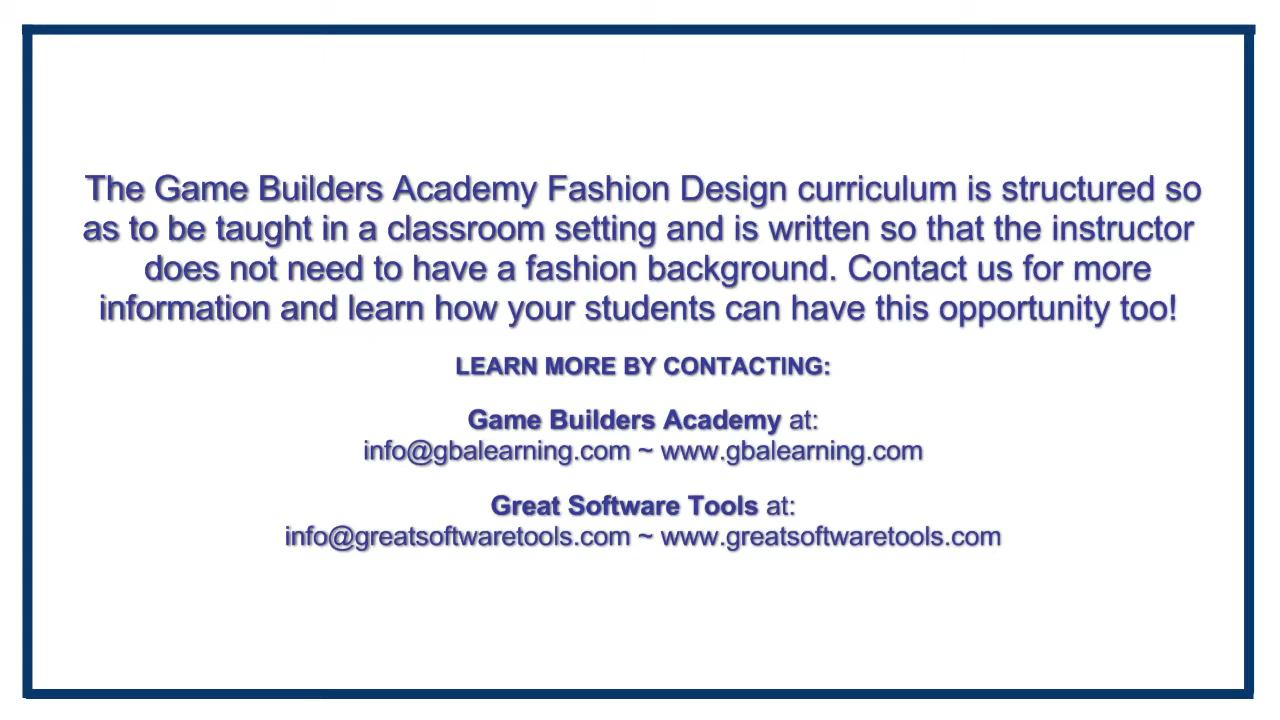 The Game Builders Academy Fashion Design curriculum is structured so
as to be taught in a classroom setting and is written so that the instructor
does not need to have a fashion background. Contact us for more
information and learn how your students can have this opportunity too!
LEARN MORE BY CONTACTING:
Game Builders Academy at:
info@gbalearning.com ~ www.gbalearning.com
Great Software Tools at:
info@greatsoftwaretools.com ~ www.greatsoftwaretools.com